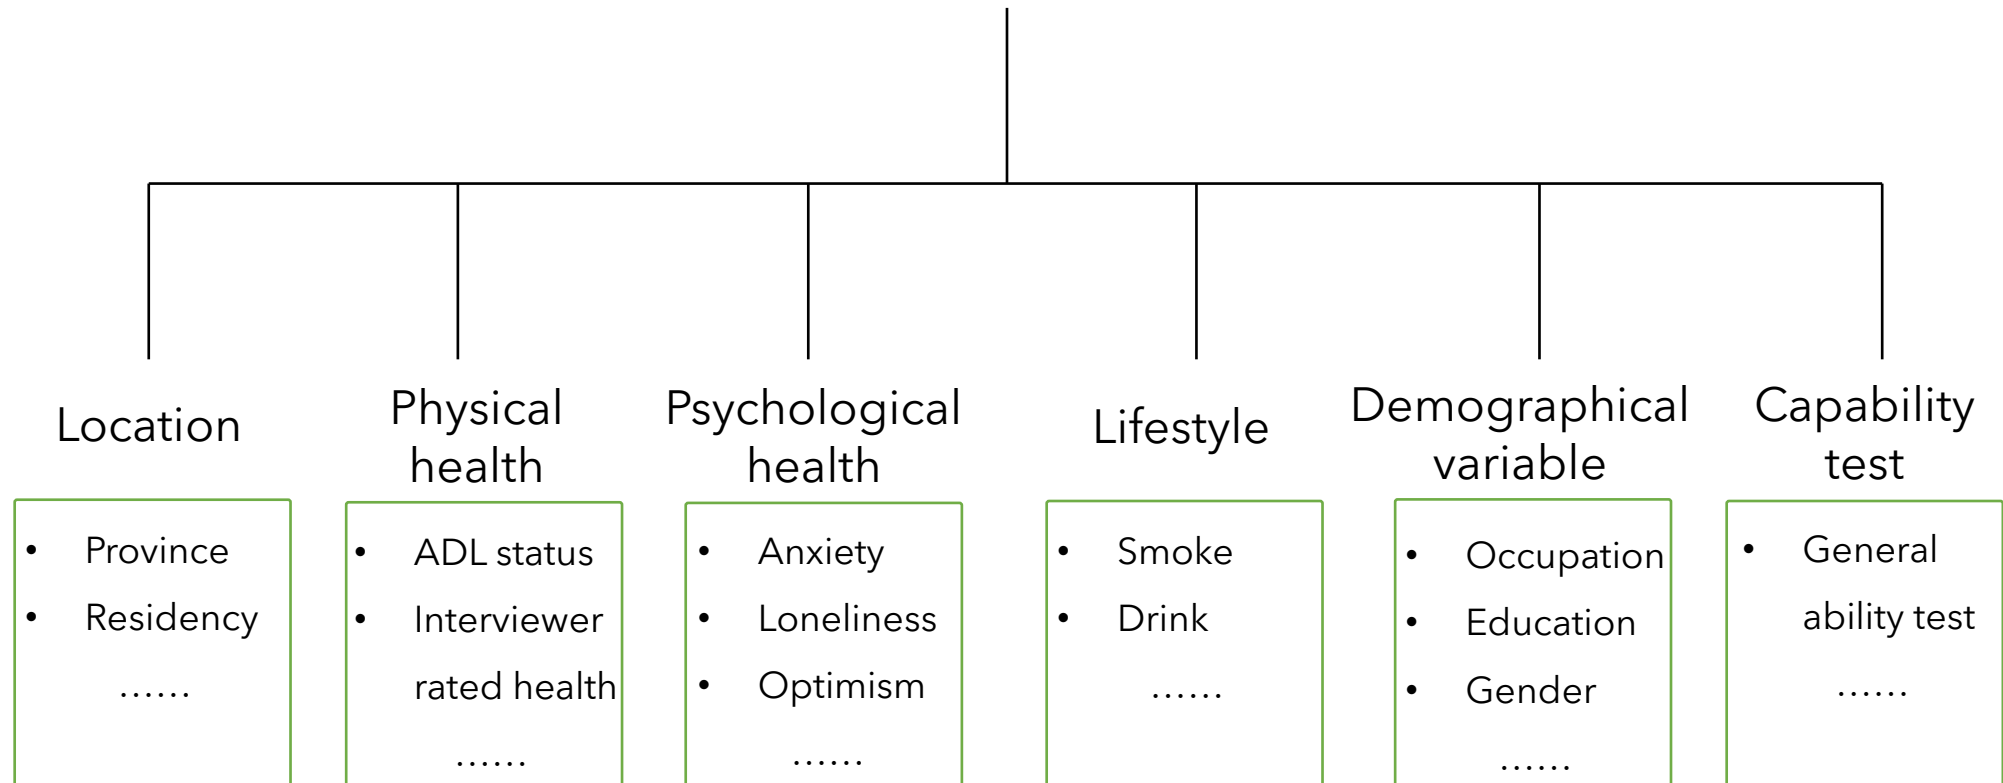 Location
• Province
• Residency
……
Physical
health
• ADL status
• Interviewer
rated health
……
Psychological
health
• Anxiety
• Loneliness
• Optimism
……
Lifestyle
• Smoke
• Drink
……
Demographical
variable
• Occupation
• Education
• Gender
……
Capability
test
• General
ability test
……